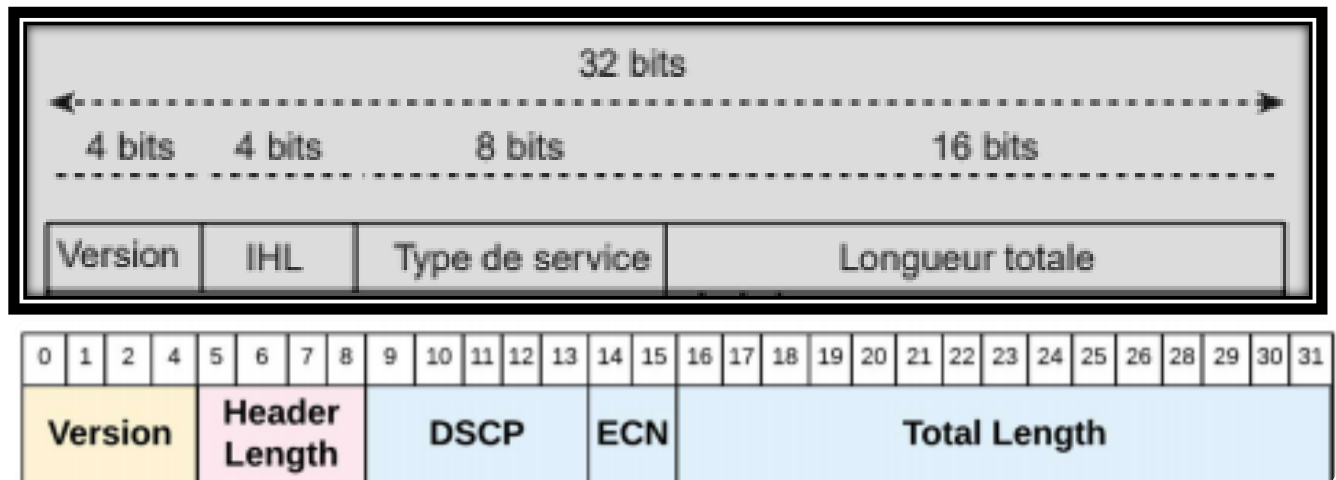 32 bits
4 bits 4 bits 8 bits 16 bits
Version IHL Type de service Longueur totale
0 1 2 4 5 6 7 8 9 10 11 12 13 14 15 16 17 18 19 20 21 22 23 24 25 26 28 29 30 31
Version Header Length DSCP ECN Total Length